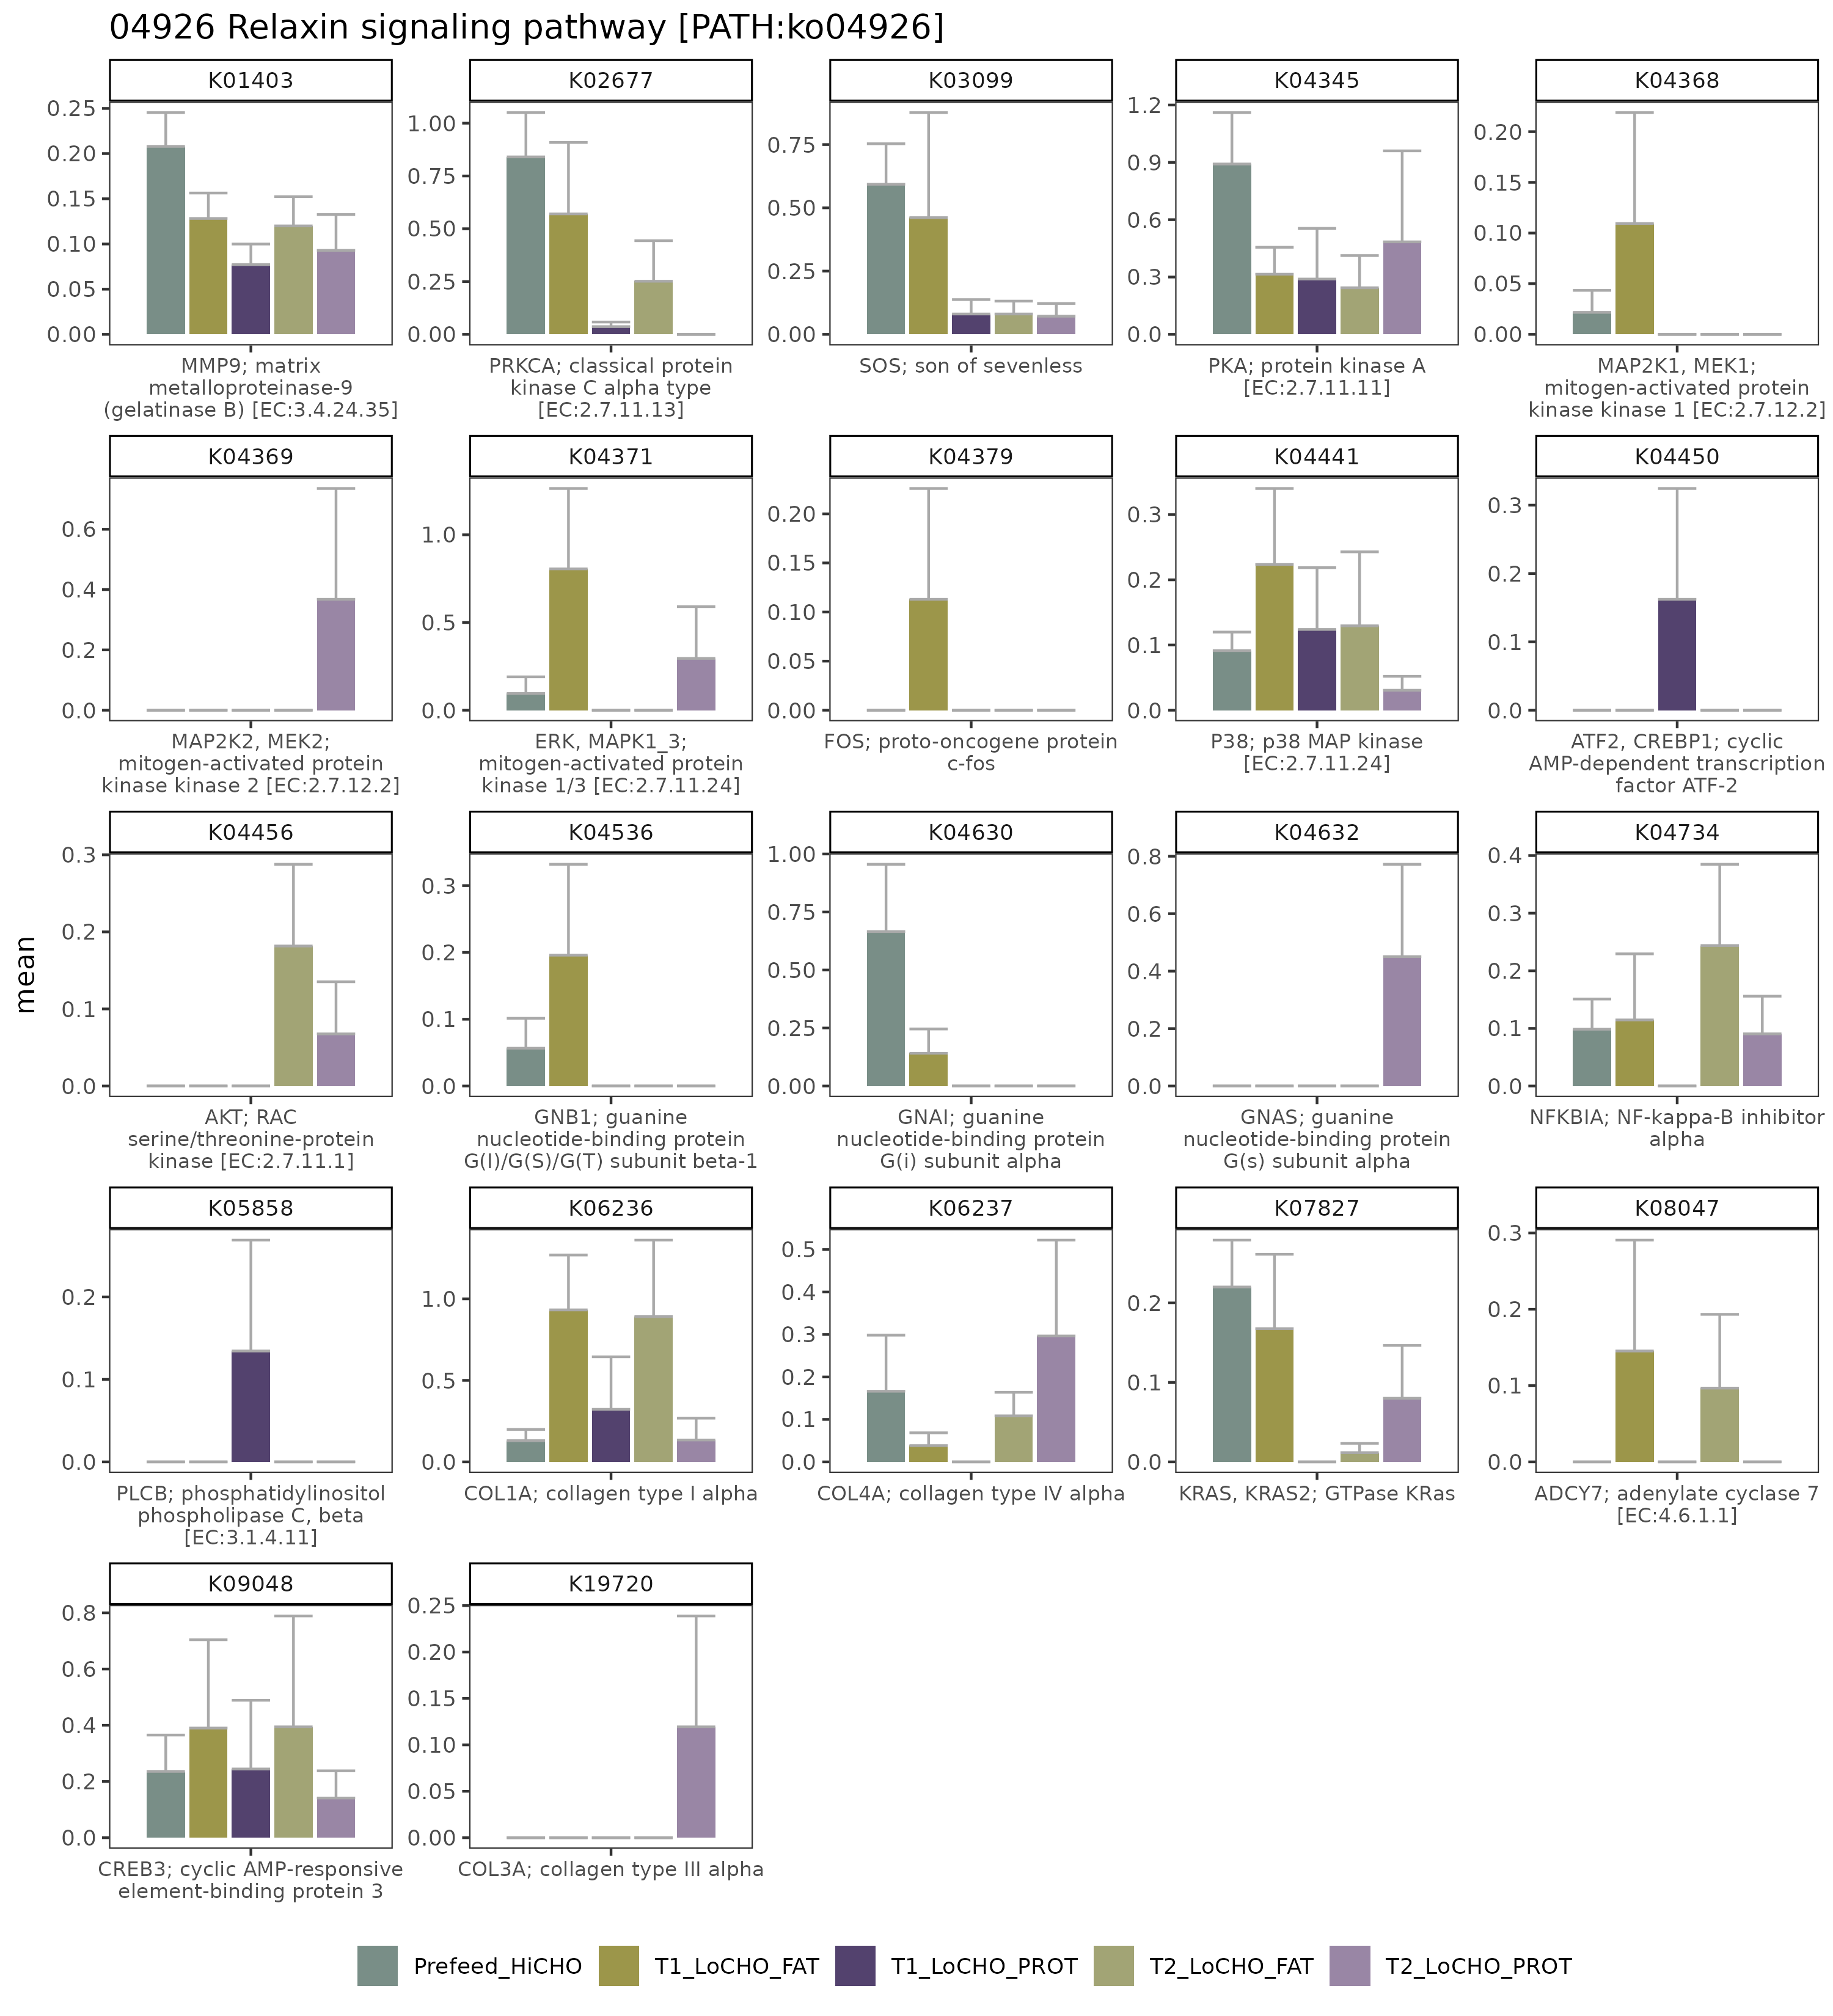 04926 Relaxin signaling pathway [PATH:ko04926]
K01403 K02677 K03099 K04345 K04368
0.25 0.20 0.15 0.10 0.05 0.00
1.00 0.75 0.50 0.25 0.00
0.75 0.50 0.25 0.00
1.2 0.9 0.6 0.3 0.0
0.20 0.15 0.10 0.05 0.00
MMP9; matrix
metalloproteinase-9
(gelatinase B) [EC:3.4.24.35]
PRKCA; classical protein
kinase C alpha type
[EC:2.7.11.13]
SOS; son of sevenless
PKA; protein kinase A
[EC:2.7.11.11]
MAP2K1, MEK1;
mitogen-activated protein
kinase kinase 1 [EC:2.7.12.2]
K04369 K04371 K04379 K04441 K04450
0.6 0.4 0.2 0.0
1.0 0.5 0.0
0.20 0.15 0.10 0.05 0.00
0.3 0.2 0.1 0.0
0.3 0.2 0.1 0.0
MAP2K2, MEK2;
mitogen-activated protein
kinase kinase 2 [EC:2.7.12.2]
ERK, MAPK1_3;
mitogen-activated protein
kinase 1/3 [EC:2.7.11.24]
FOS; proto-oncogene protein
c-fos
P38; p38 MAP kinase
[EC:2.7.11.24]
ATF2, CREBP1; cyclic
AMP-dependent transcription
factor ATF-2
mean
K04456 K04536 K04630 K04632 K04734
0.3 0.2 0.1 0.0
0.3 0.2 0.1 0.0
1.00 0.75 0.50 0.25 0.00
0.8 0.6 0.4 0.2 0.0
0.4 0.3 0.2 0.1 0.0
AKT; RAC
serine/threonine-protein
kinase [EC:2.7.11.1]
GNB1; guanine
nucleotide-binding protein
G(I)/G(S)/G(T) subunit beta-1
GNAI; guanine
nucleotide-binding protein
G(i) subunit alpha
GNAS; guanine
nucleotide-binding protein
G(s) subunit alpha
NFKBIA; NF-kappa-B inhibitor
alpha
K05858 K06236 K06237 K07827 K08047
0.2 0.1 0.0
1.0 0.5 0.0
0.5 0.4 0.3 0.2 0.1 0.0
0.2 0.1 0.0
0.3 0.2 0.1 0.0
PLCB; phosphatidylinositol
phospholipase C, beta
[EC:3.1.4.11]
COL1A; collagen type I alpha
COL4A; collagen type IV alpha
KRAS, KRAS2; GTPase KRas
ADCY7; adenylate cyclase 7
[EC:4.6.1.1]
K09048 K19720
0.8 0.6 0.4 0.2 0.0
0.25 0.20 0.15 0.10 0.05 0.00
CREB3; cyclic AMP-responsive
element-binding protein 3
COL3A; collagen type III alpha
Prefeed_HiCHO T1_LoCHO_FAT T1_LoCHO_PROT T2_LoCHO_FAT T2_LoCHO_PROT